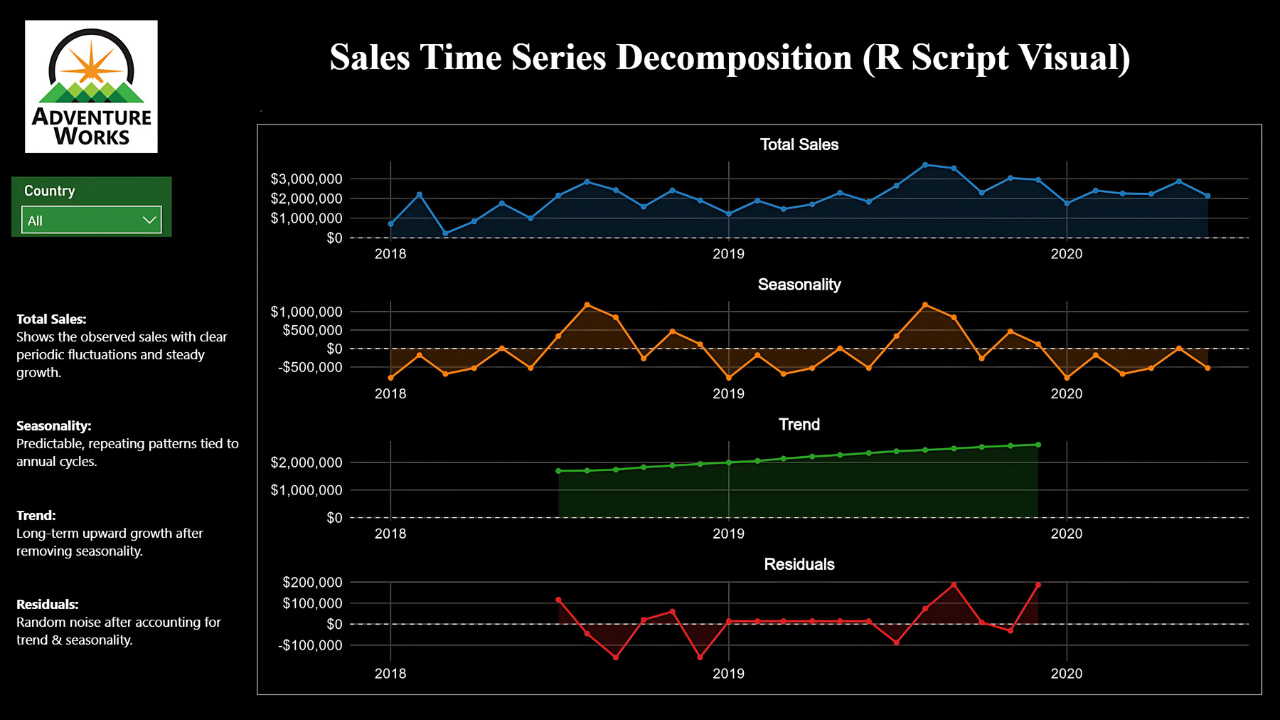 ADVENTURE
WORKS
Sales Time Series Decomposition (R Script Visual)
Country
All
Total Sales:
Shows the observed sales with clear
periodic fluctuations and steady
growth.
Seasonality:
Predictable, repeating patterns tied to
annual cycles.
Trend:
Long-term upward growth after
removing seasonality.
Residuals:
Random noise after accounting for
trend & seasonality.
Total Sales
$3,000,000
$2,000,000
$1,000,000
$0
2018 2019 2020
Seasonality
$1,000,000
$500,000
$0
-$500,000
2018 2019 2020
Trend
$2,000,000
$1,000,000
$0
2018 2019 2020
Residuals
$200,000
$100,000
$0
-$100,000
2018 2019 2020